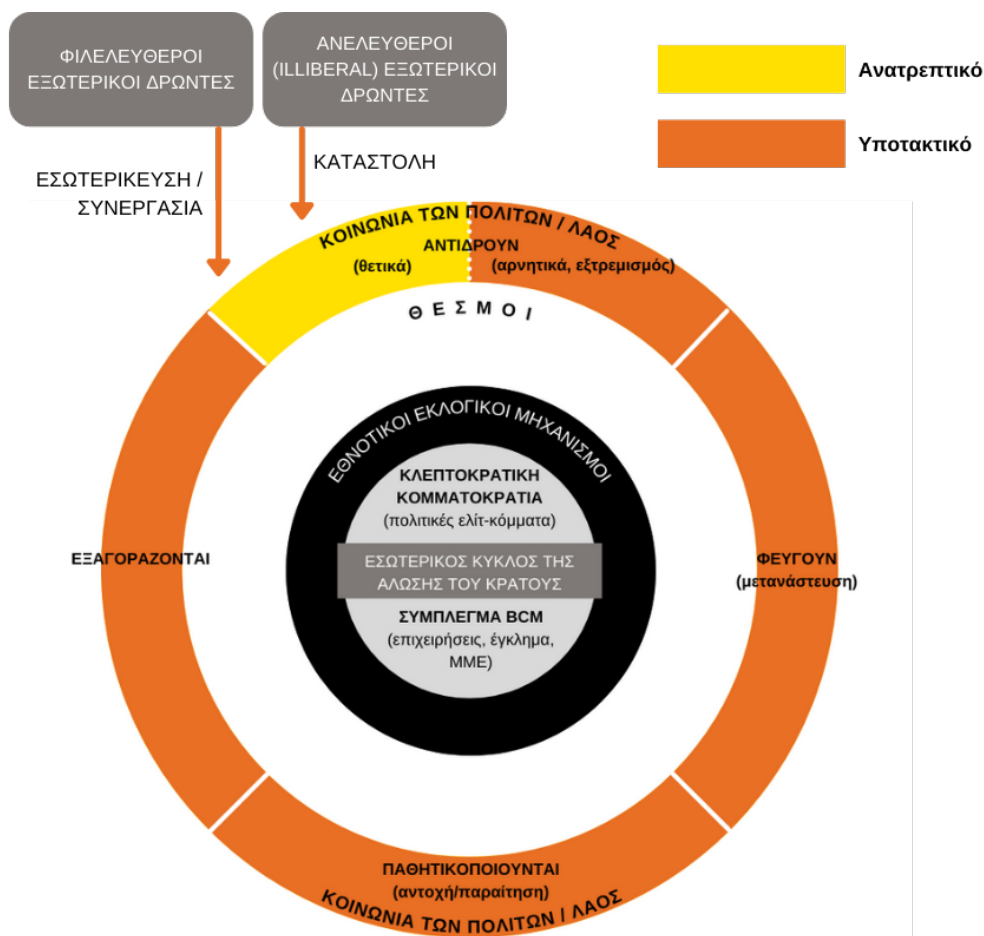 ΦΙΛΕΛΕΥΘΕΡΟΙ
ΕΞΩΤΕΡΙΚΟΙ ΔΡΩΝΤΕΣ
ΑΝΕΛΕΥΘΕΡΟΙ
(ILLIBERAL) ΕΞΩΤΕΡΙΚΟΙ
ΔΡΩΝΤΕΣ
Ανατρεπτικό
Υποτακτικό
ΕΣΩΤΕΡΙΚΕΥΣΗ /
ΣΥΝΕΡΓΑΣΙΑ
ΚΑΤΑΣΤΟΛΗ
ΚΟΙΝΩΝΙΑ ΤΩΝ ΠΟΛΙΤΩΝ / ΛΑΟΣ
ΑΝΤΙΔΡΟΥΝ
(θετικά)
(αρνητικά, εξτρεμισμός)
ΘΕΣΜΟΙ
ΕΘΝΟΤΙΚΟΙ ΕΚΛΟΓΙΚΟΙ ΜΗΧΑΝΙΣΜΟΙ
ΚΛΕΠΤΟΚΡΑΤΙΚΗ
ΚΟΜΜΑΤΟΚΡΑΤΙΑ
(πολιτικές ελίτ-κόμματα)
ΕΣΩΤΕΡΙΚΟΣ ΚΥΚΛΟΣ ΤΗΣ
ΑΛΩΣΗΣ ΤΟΥ ΚΡΑΤΟΥΣ
ΣΥΜΠΛΕΓΜΑ BCM
(επιχειρήσεις, έγκλημα,
ΜΜΕ)
ΕΞΑΓΟΡΑΖΟΝΤΑΙ
ΦΕΥΓΟΥΝ
(μετανάστευση)
ΠΑΘΗΤΙΚΟΠΟΙΟΥΝΤΑΙ
(αντοχή/παραίτηση)
ΚΟΙΝΩΝΙΑ ΤΩΝ ΠΟΛΙΤΩΝ / ΛΑΟΣ